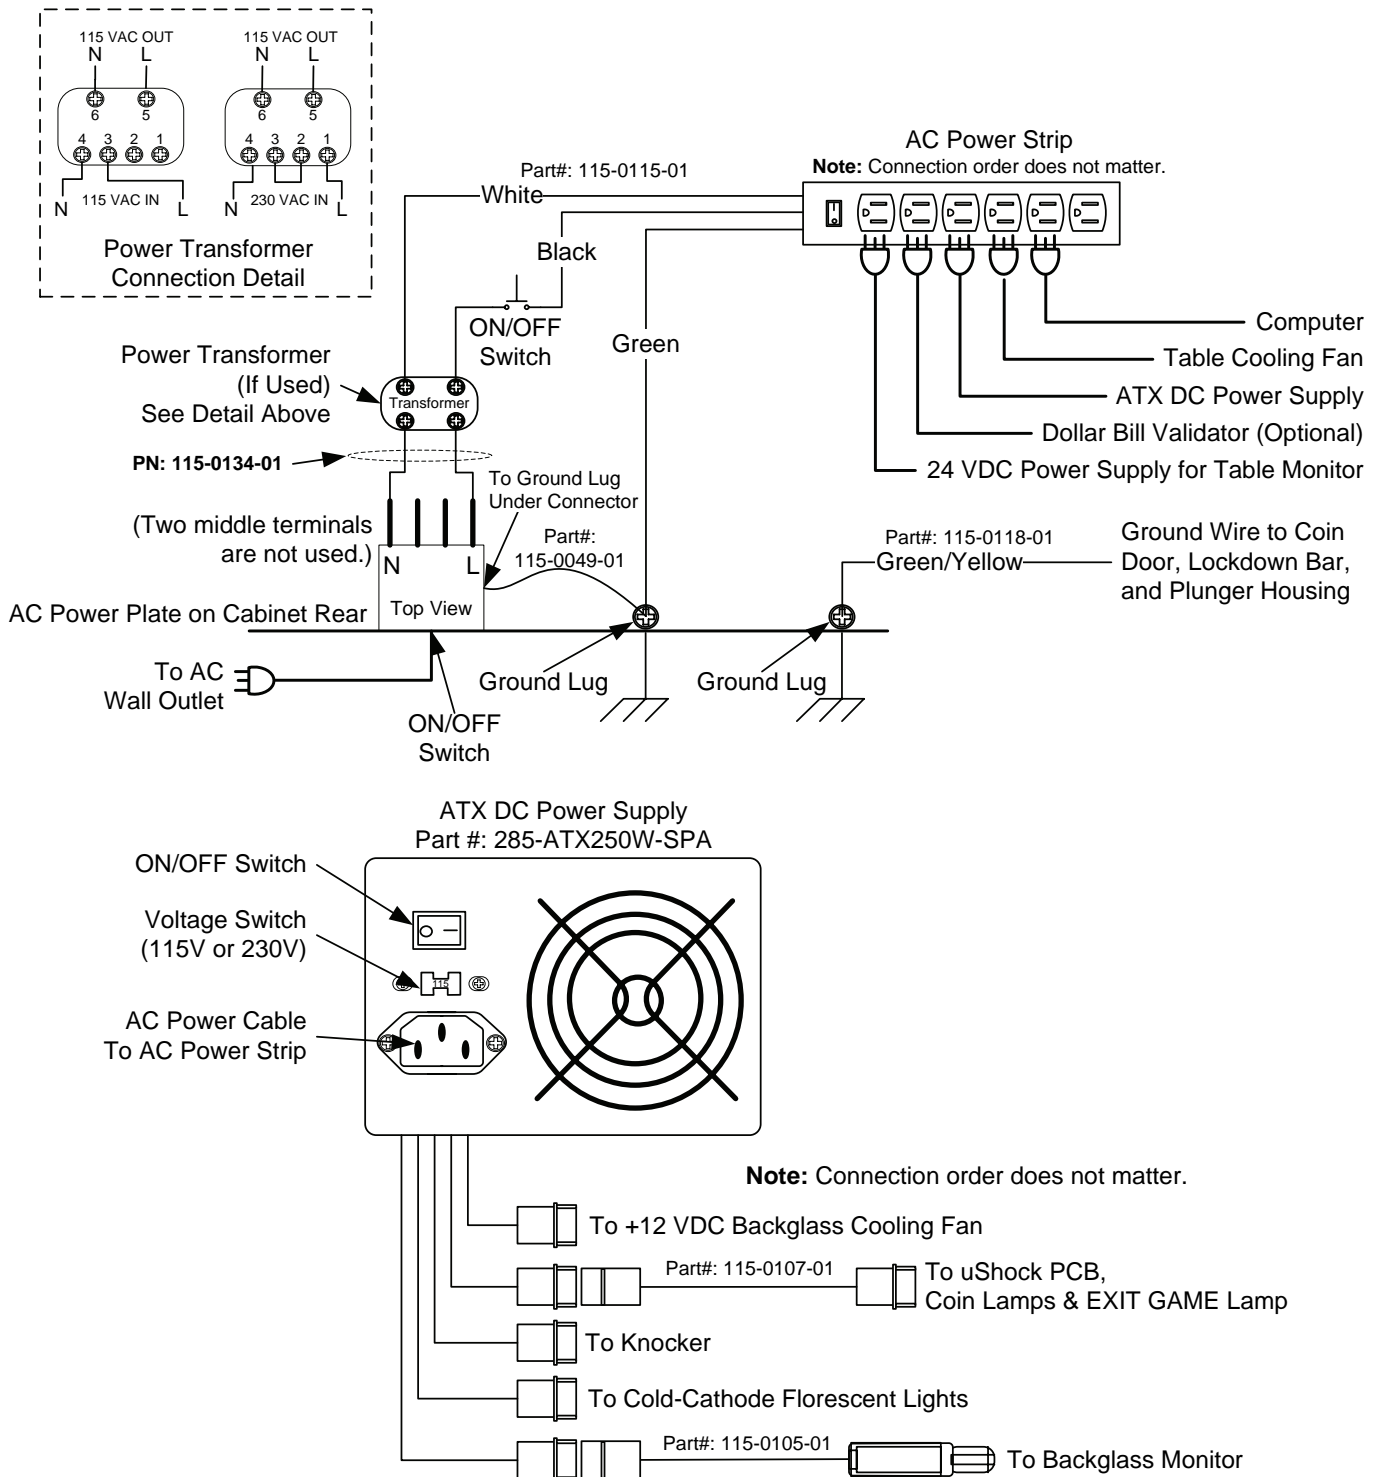 115 VAC OUT
N L
6 5
4 3 2 1
N 115 VAC IN L
115 VAC OUT
N L
6 5
4 3 2 1
N 230 VAC IN L
Power Transformer
Connection Detail
AC Power Strip
Note: Connection order does not matter.
Part#: 115-0115-01
White
Black
ON/OFF
Switch
Green
Computer
Table Cooling Fan
ATX DC Power Supply
Dollar Bill Validator (Optional)
24 VDC Power Supply for Table Monitor
Power Transformer
(If Used)
See Detail Above
Transformer
PN: 115-0134-01
To Ground Lug
Under Connector
(Two middle terminals
are not used.)
Part#:
115-0049-01
N L
Top View
AC Power Plate on Cabinet Rear
Part#: 115-0118-01
Green/Yellow
Ground Wire to Coin
Door, Lockdown Bar,
and Plunger Housing
To AC
Wall Outlet
ON/OFF
Switch
Ground Lug
Ground Lug
ATX DC Power Supply
Part #: 285-ATX250W-SPA
ON/OFF Switch
Voltage Switch
(115V or 230V)
115
AC Power Cable
To AC Power Strip
Note: Connection order does not matter.
To +12 VDC Backglass Cooling Fan
Part#: 115-0107-01
To uShock PCB,
Coin Lamps & EXIT GAME Lamp
To Knocker
To Cold-Cathode Florescent Lights
Part#: 115-0105-01
To Backglass Monitor